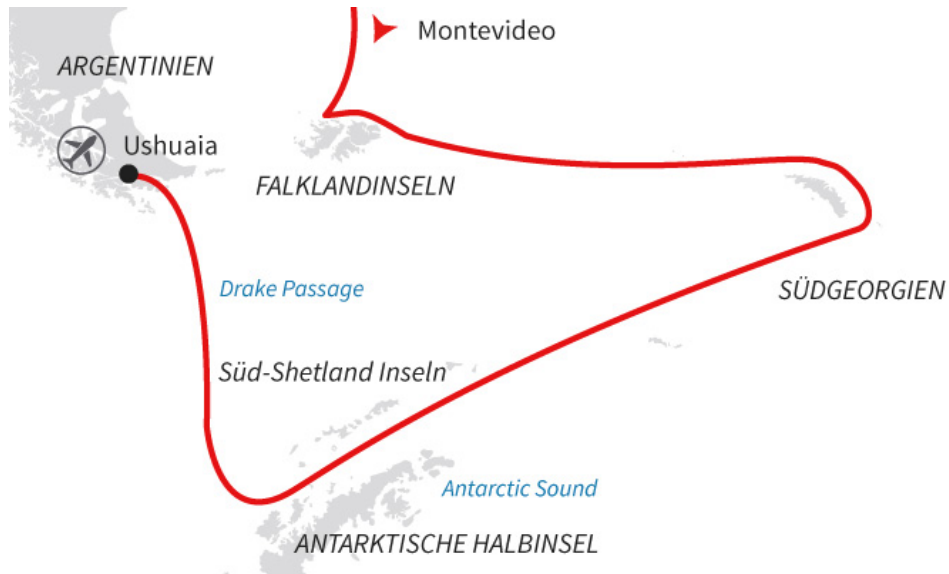 Montevideo
ARGENTINIEN
Ushuaia
FALKLANDINSELN
Drake Passage
SÜDGEORGIEN
Süd-Shetland Inseln
Antarctic Sound
ANTARKTISCHE HALBINSEL